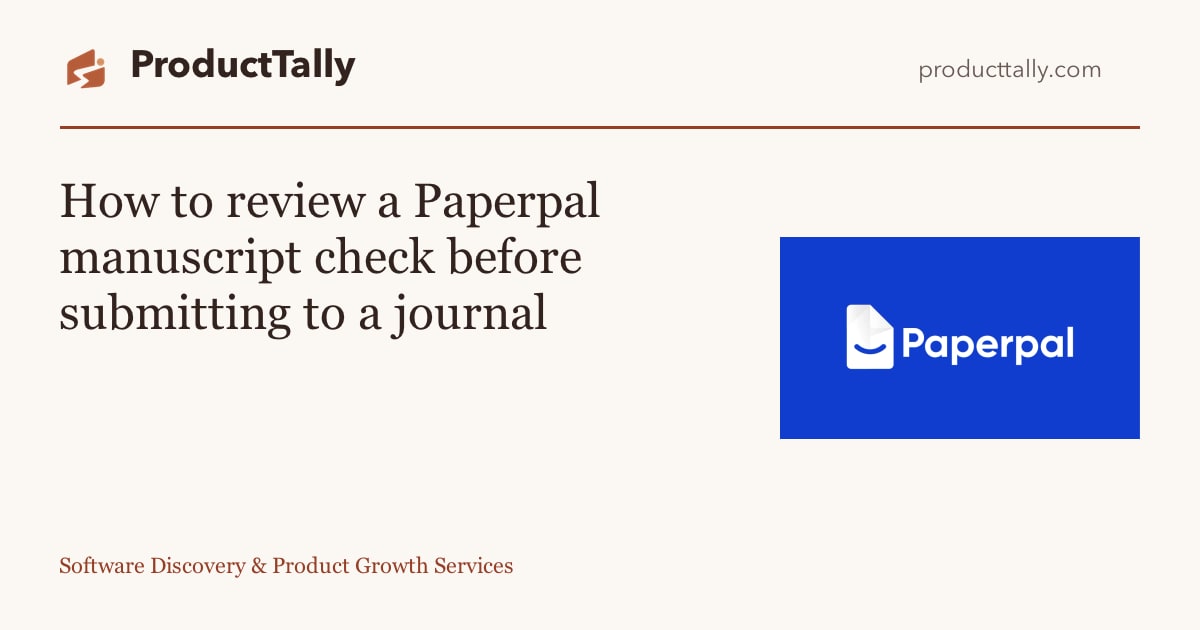 ProductTally
producttally.com
How to review a Paperpal
manuscript check before
submitting to a journal
Paperpal
Software Discovery & Product Growth Services